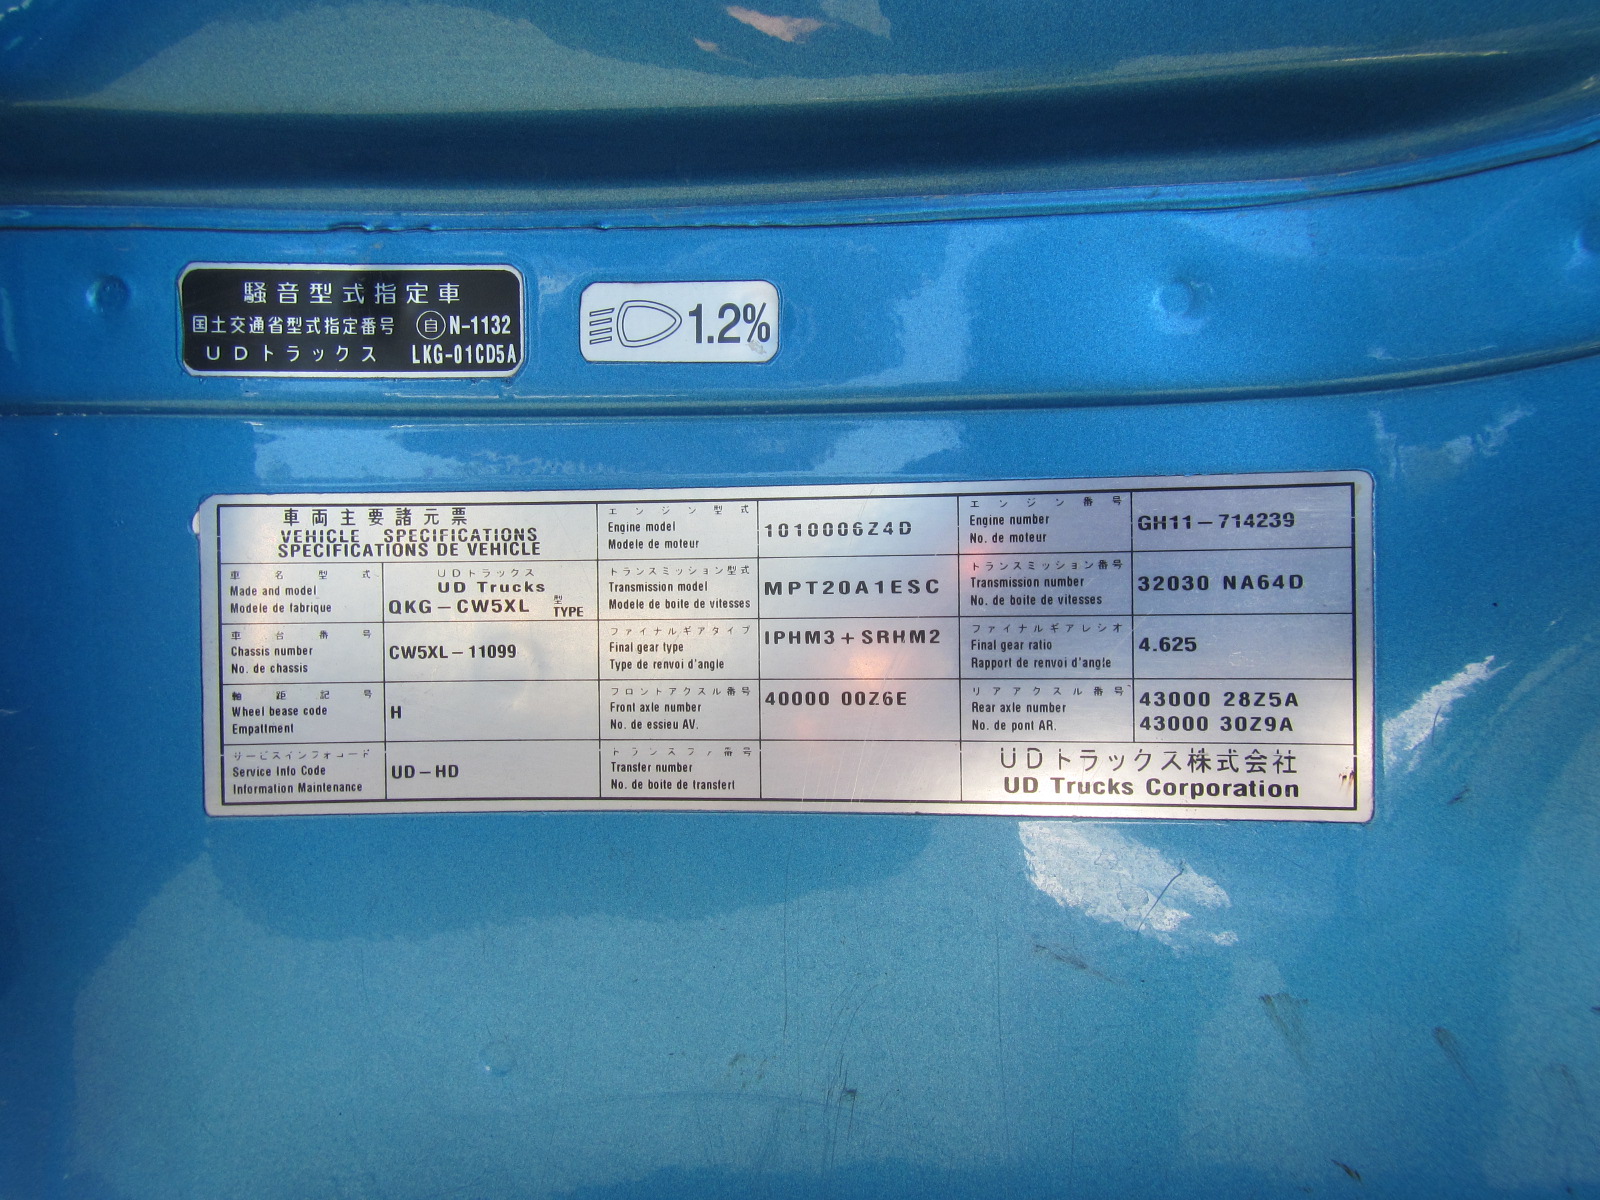 騒音型式指定車
国土交通省型式指定番号 自 N-1132
UDトラックス LKG-01CD5A
1.2%
車両主要諸元票
VEHICLE SPECIFICATIONS
SPECIFICATIONS DE VEHICLE
車名型式
Made and model
Modele de fabrique
UDトラックス
UD Trucks
QKG-CW5XL 型
TYPE
車台番号
Chassis number
No. de chassis
CW5XL-11099
軸距記号
Wheel bease code
Empattment
H
サービスインフォコード
Service Info Code
Information Maintenance
UD-HD
エンジン型式
Engine model
Modele de moteur
1010006Z4D
トランスミッション型式
Transmission model
Modele de boite de vitesses
MPT20A1ESC
ファイナルギアタイプ
Final gear type
Type de renvoi d'angle
IPHM3+SRHM2
フロントアクスル番号
Front axle number
No. de essieu AV.
40000 00Z6E
トランスファ番号
Transfer number
No. de boite de transfert
エンジン番号
Engine number
No. de moteur
GH11-714239
トランスミッション番号
Transmission number
No. de boite de vitesses
32030 NA64D
ファイナルギアレシオ
Final gear ratio
Rapport de renvoi d'angle
4.625
リアアクスル番号
Rear axle number
No. de pont AR.
43000 28Z5A
43000 30Z9A
UDトラックス株式会社
UD Trucks Corporation